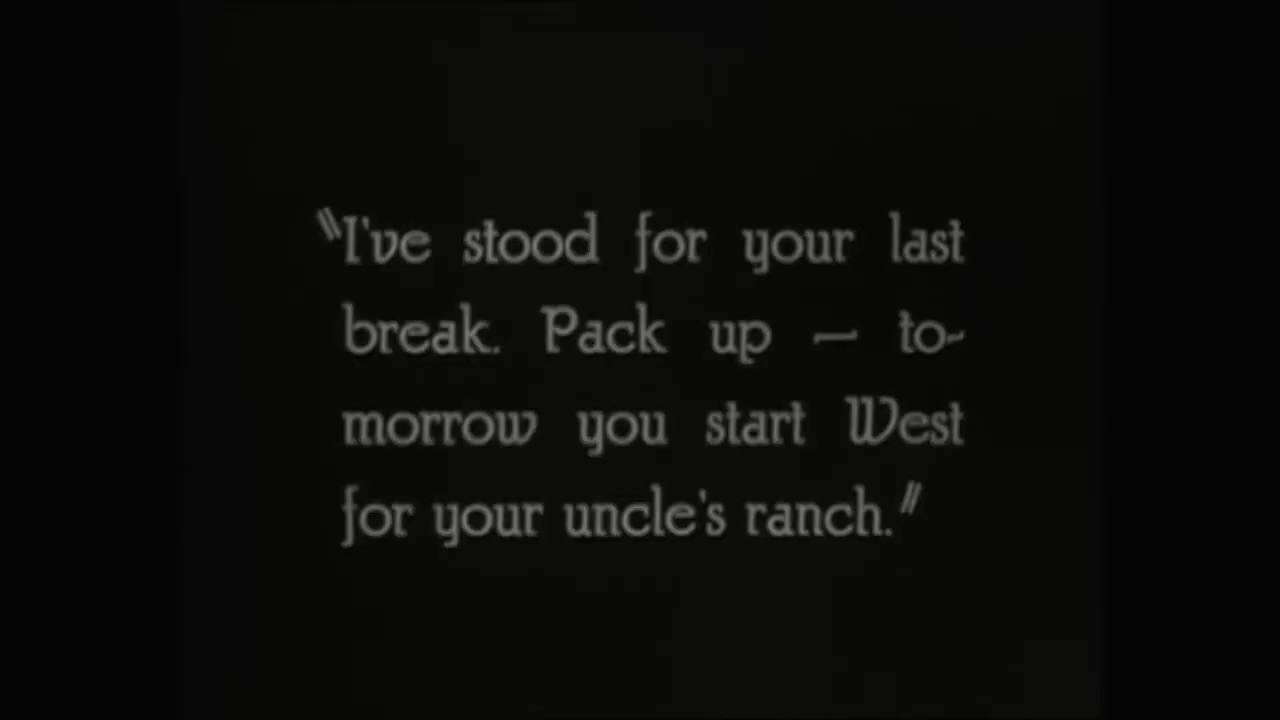 "I've stood for your last
break. Pack up — to-
morrow you start West
for your uncle's ranch."